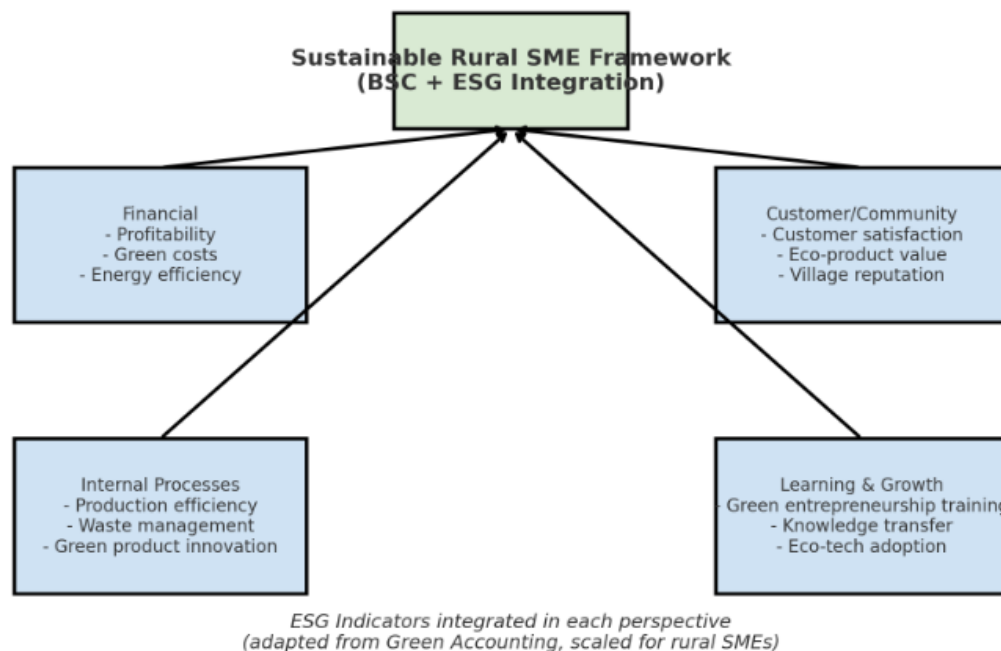 Sustainable Rural SME Framework
(BSC + ESG Integration)
Financial
- Profitability
- Green costs
- Energy efficiency
Customer/Community
- Customer satisfaction
- Eco-product value
- Village reputation
Internal Processes
- Production efficiency
- Waste management
- Green product innovation
Learning & Growth
- Green entrepreneurship training
- Knowledge transfer
- Eco-tech adoption
ESG Indicators integrated in each perspective
(adapted from Green Accounting, scaled for rural SMEs)